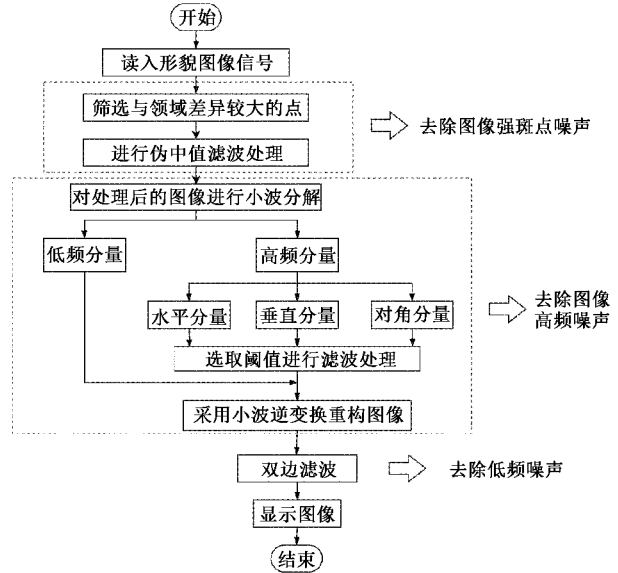 开始
读入形貌图像信号
筛选与领域差异较大的点
去除图像强斑点噪声
进行伪中值滤波处理
对处理后的图像进行小波分解
低频分量
高频分量
水平分量
垂直分量
对角分量
去除图像
高频噪声
选取阈值进行滤波处理
采用小波逆变换重构图像
双边滤波
去除低频噪声
显示图像
结束